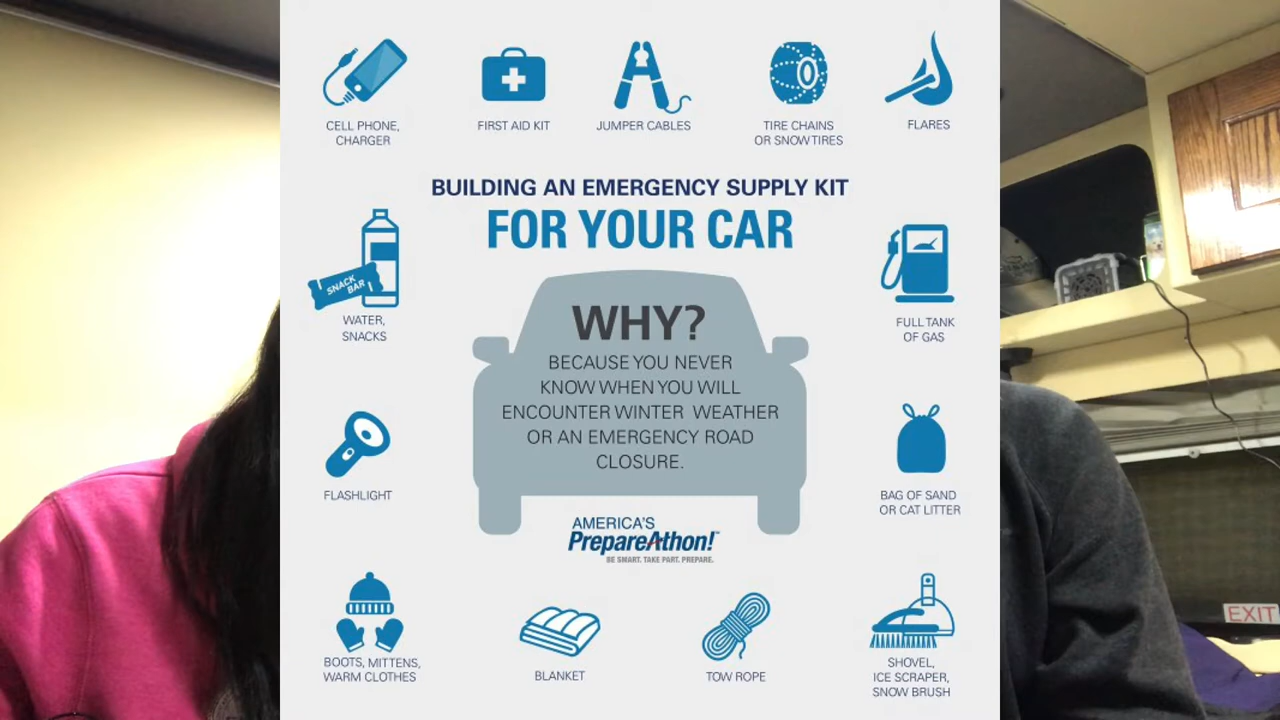 CELL PHONE,
CHARGER
FIRST AID KIT
JUMPER CABLES
TIRE CHAINS
OR SNOW TIRES
FLARES
BUILDING AN EMERGENCY SUPPLY KIT
FOR YOUR CAR
SNACK
BAR
WATER,
SNACKS
WHY?
BECAUSE YOU NEVER
KNOW WHEN YOU WILL
ENCOUNTER WINTER WEATHER
OR AN EMERGENCY ROAD
CLOSURE.
FULL TANK
OF GAS
FLASHLIGHT
BAG OF SAND
OR CAT LITTER
AMERICA'S
PrepareAthon!™
BE SMART. TAKE PART. PREPARE.
BOOTS, MITTENS,
WARM CLOTHES
BLANKET
TOW ROPE
SHOVEL,
ICE SCRAPER,
SNOW BRUSH
EXIT